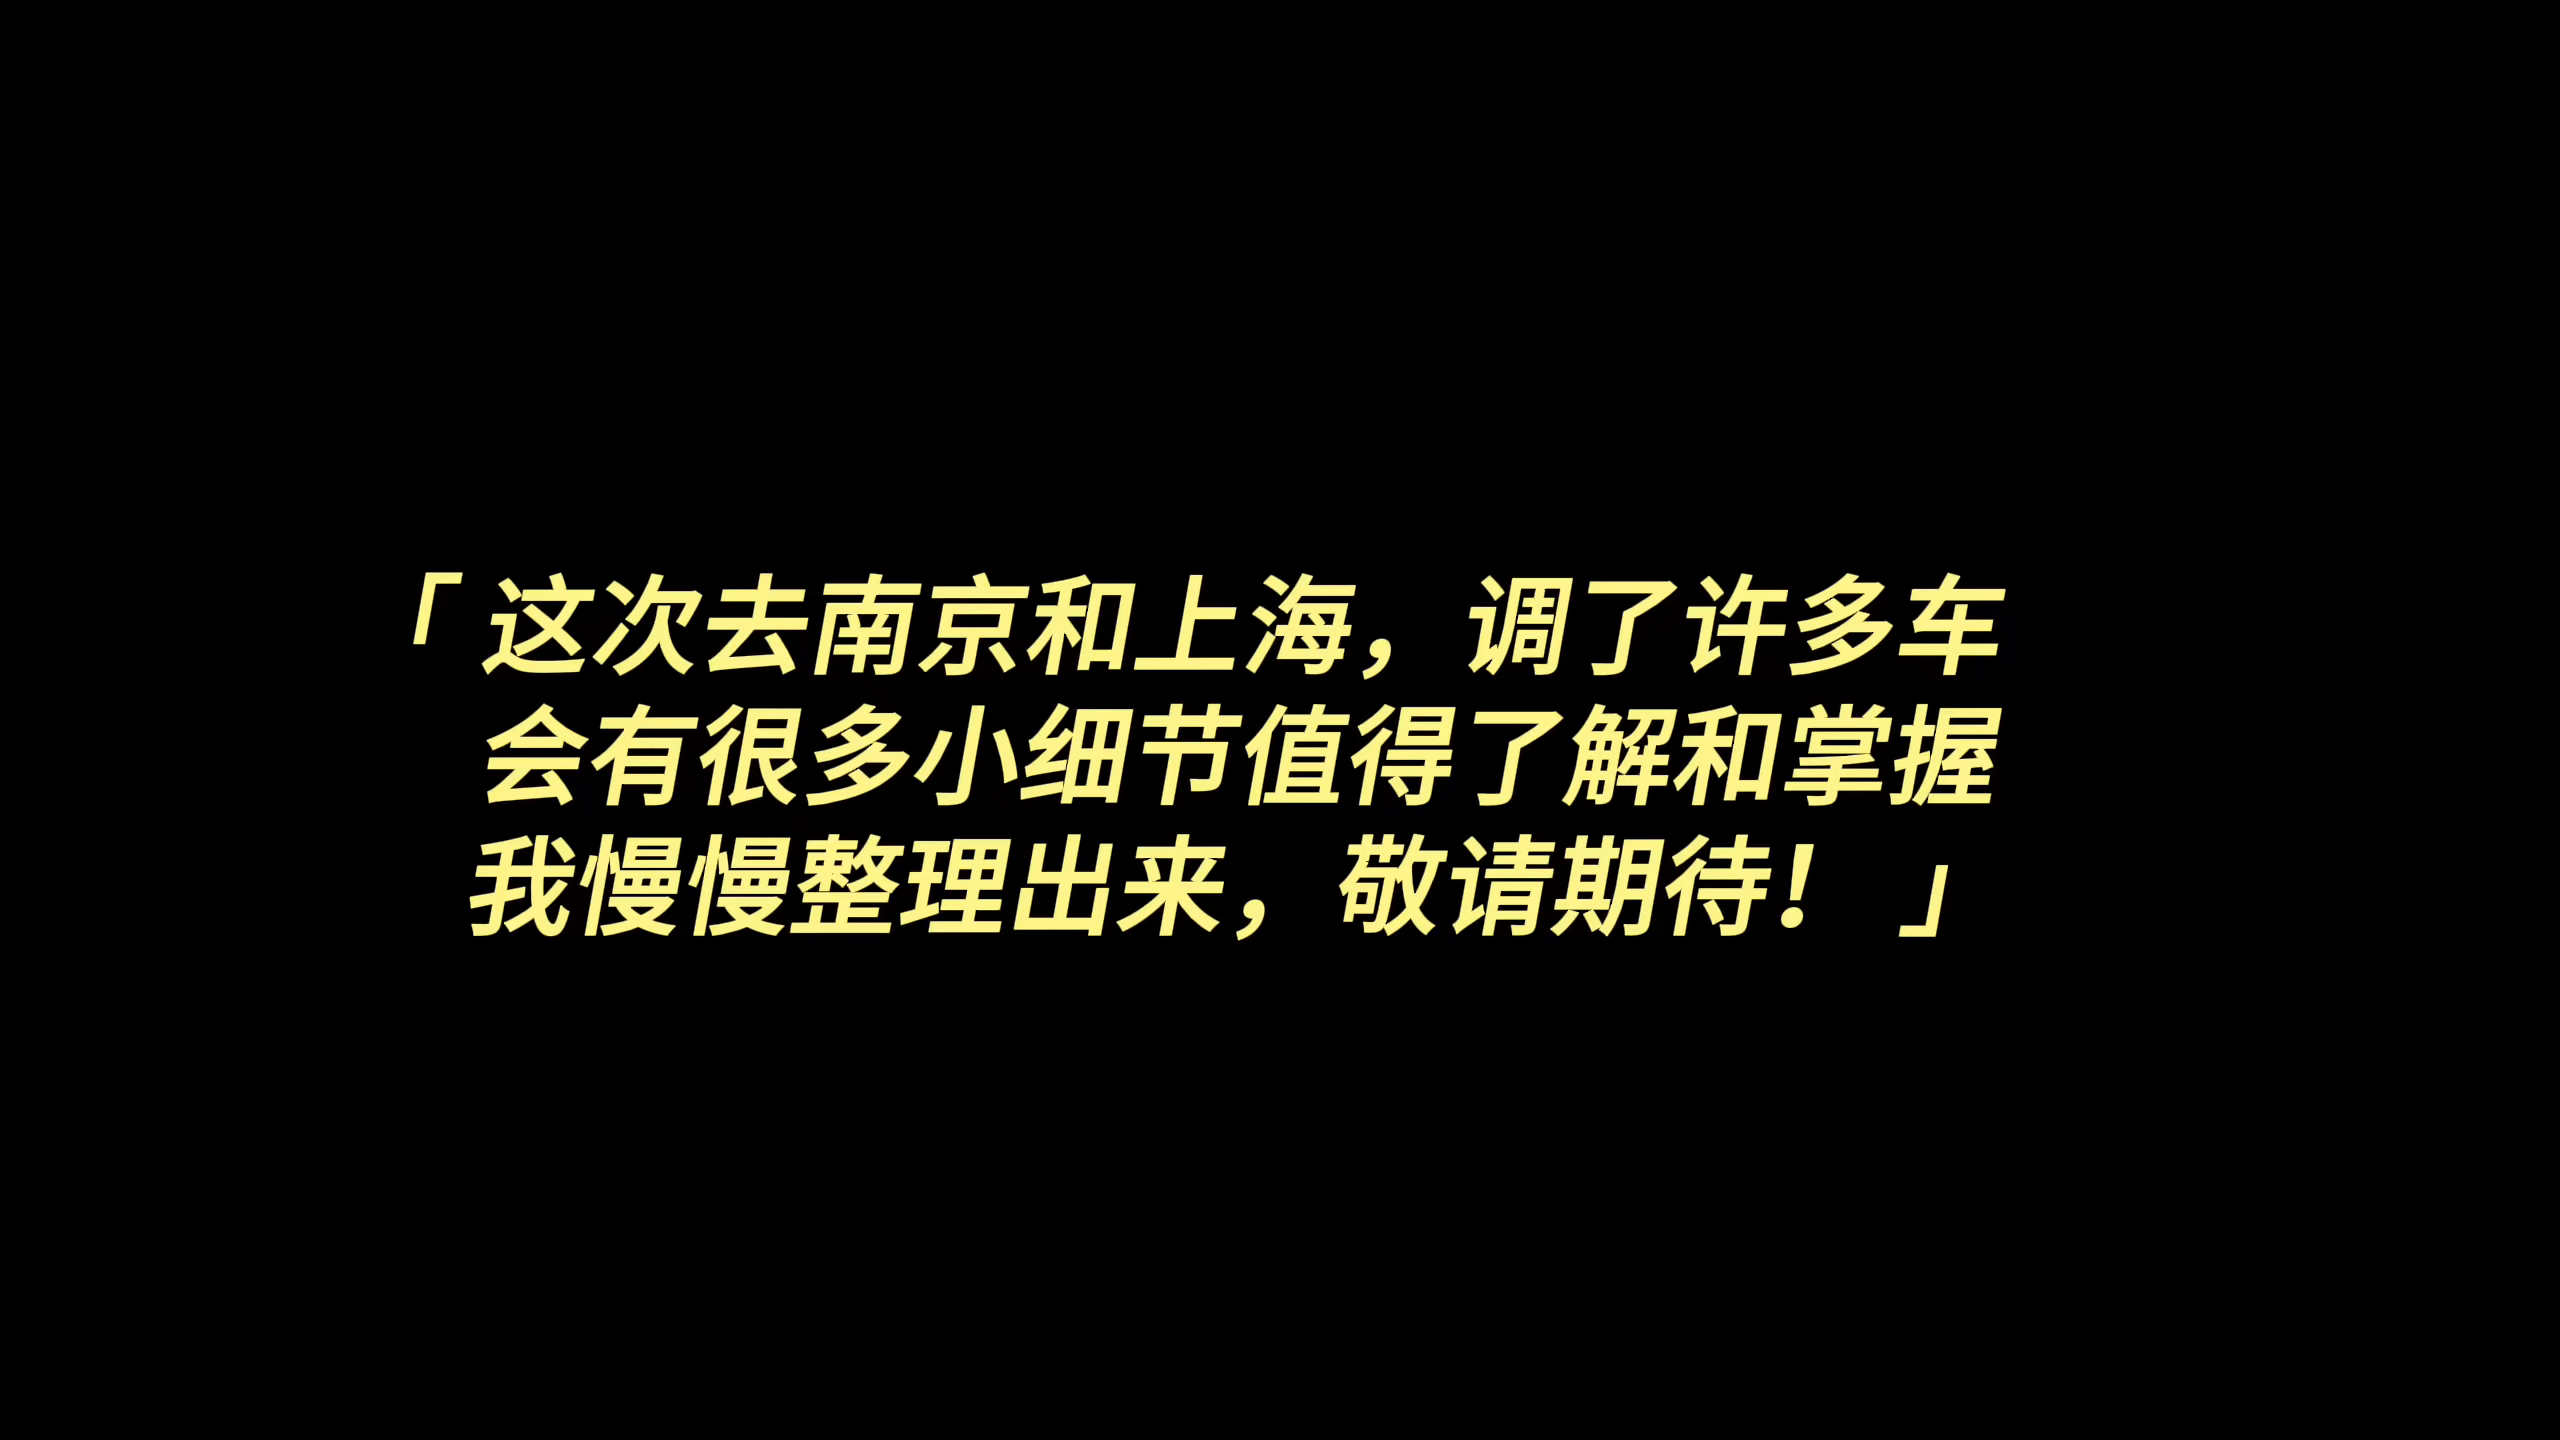 「这次去南京和上海，调了许多车
会有很多小细节值得了解和掌握
我慢慢整理出来，敬请期待！」